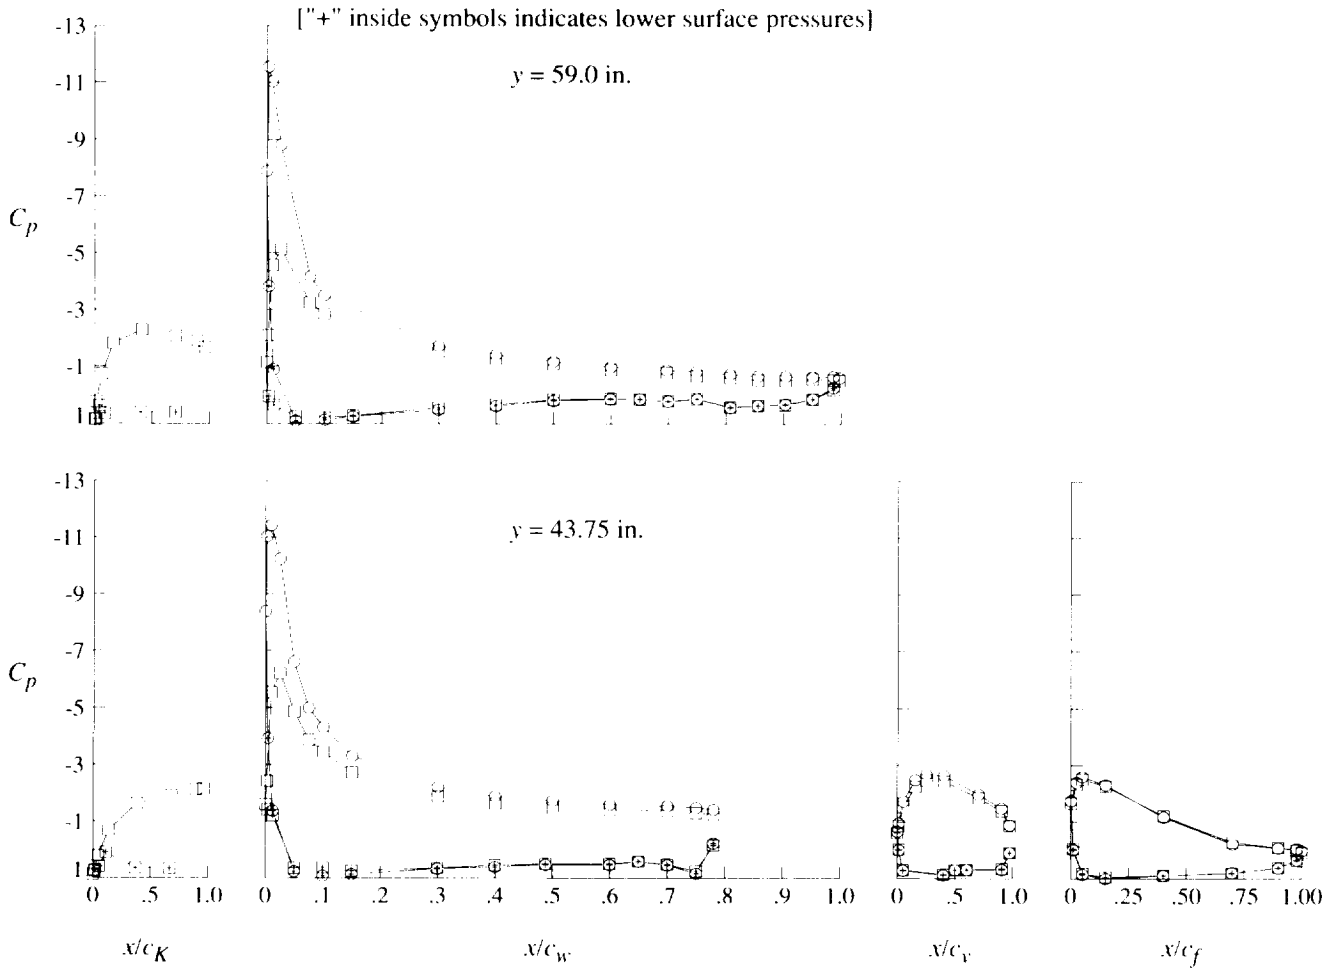 ["+" inside symbols indicates lower surface pressures]
y = 59.0 in.
-13
-11
-9
-7
-5
-3
-1
1
C_p
y = 43.75 in.
-13
-11
-9
-7
-5
-3
-1
1
C_p
0 1.0
0 .1 .2 .3 .4 .5 .6 .7 .8 .9 1.0
0 .5 1.0
0 .25 .50 .75 1.00
x/c_K
x/c_w
x/c_v
x/c_f